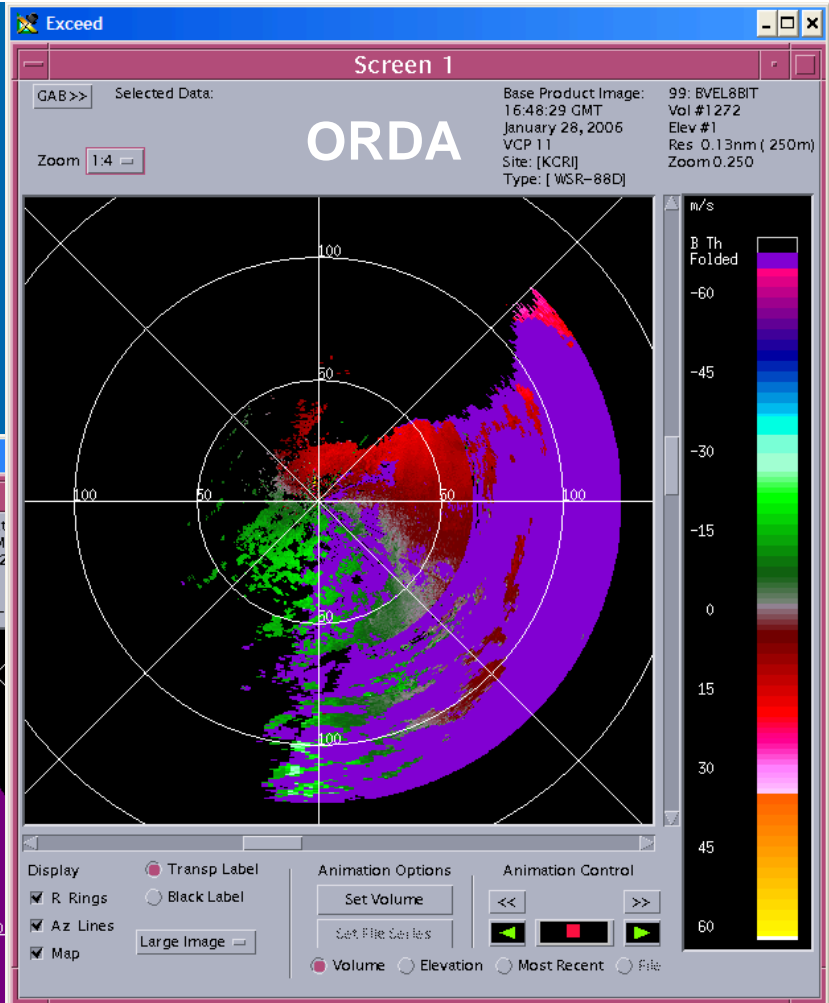 Exceed
Screen 1
GAB>> Selected Data:
Zoom 1:4
ORDA
Base Product Image:
16:48:29 GMT
January 28, 2006
VCP 11
Site: [KCRI]
Type: [ WSR-88D]
99: BVEL8BIT
Vol #1272
Elev #1
Res 0.13nm ( 250m)
Zoom 0.250
100
50
100 50 50 100
50
100
m/s
B Th
Folded
-60
-45
-30
-15
0
15
30
45
60
Display
R Rings
Az Lines
Map
Transp Label
Black Label
Large Image
Animation Options
Set Volume
Set File Series
Animation Control
<< >>
Volume Elevation Most Recent File